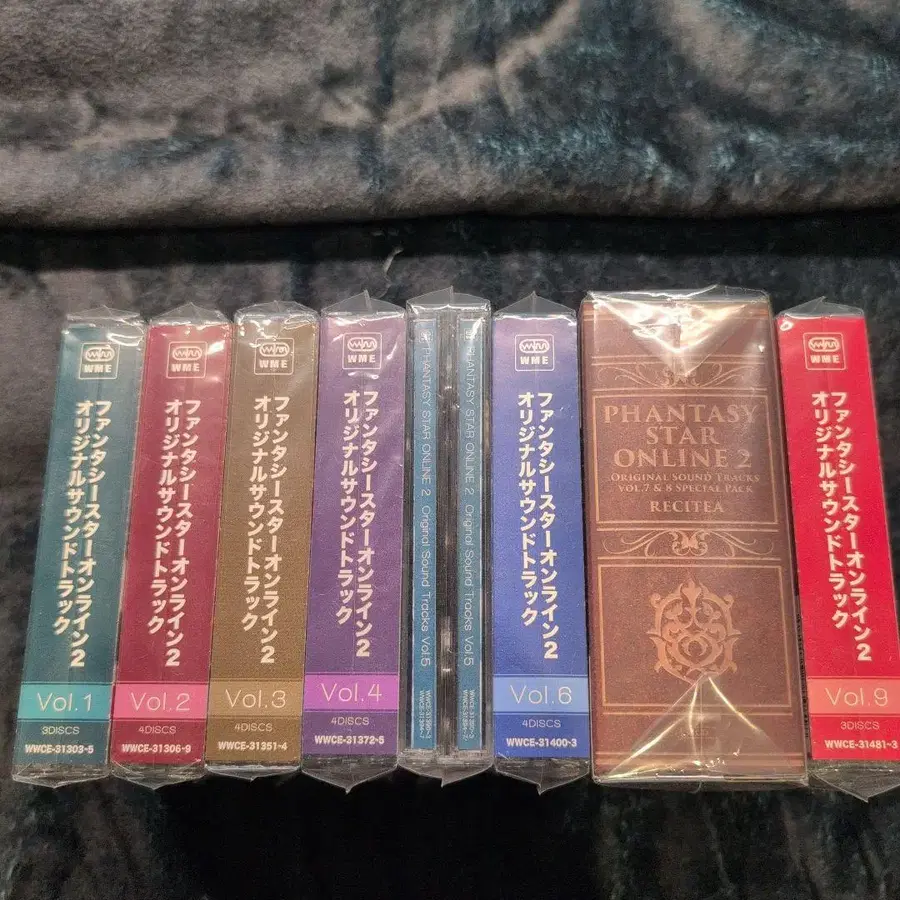 WME
ファンタシースターオンライン2
オリジナルサウンドトラック
Vol.1
3DISCS
WWCE-31303-5
WME
ファンタシースターオンライン2
オリジナルサウンドトラック
Vol.2
4DISCS
WWCE-31306-9
WME
ファンタシースターオンライン2
オリジナルサウンドトラック
Vol.3
4DISCS
WWCE-31351-4
WME
ファンタシースターオンライン2
オリジナルサウンドトラック
Vol.4
4DISCS
WWCE-31372-5
PHANTASY STAR ONLINE 2 Original Sound Tracks Vol.5
PHANTASY STAR ONLINE 2 Original Sound Tracks Vol.5
WME
ファンタシースターオンライン2
オリジナルサウンドトラック
Vol.6
4DISCS
WWCE-31400-3
PHANTASY
STAR
ONLINE 2
ORIGINAL SOUND TRACKS
VOL.7 & 8 SPECIAL PACK
RECITEA
WME
ファンタシースターオンライン2
オリジナルサウンドトラック
Vol.9
3DISCS
WWCE-31481-3